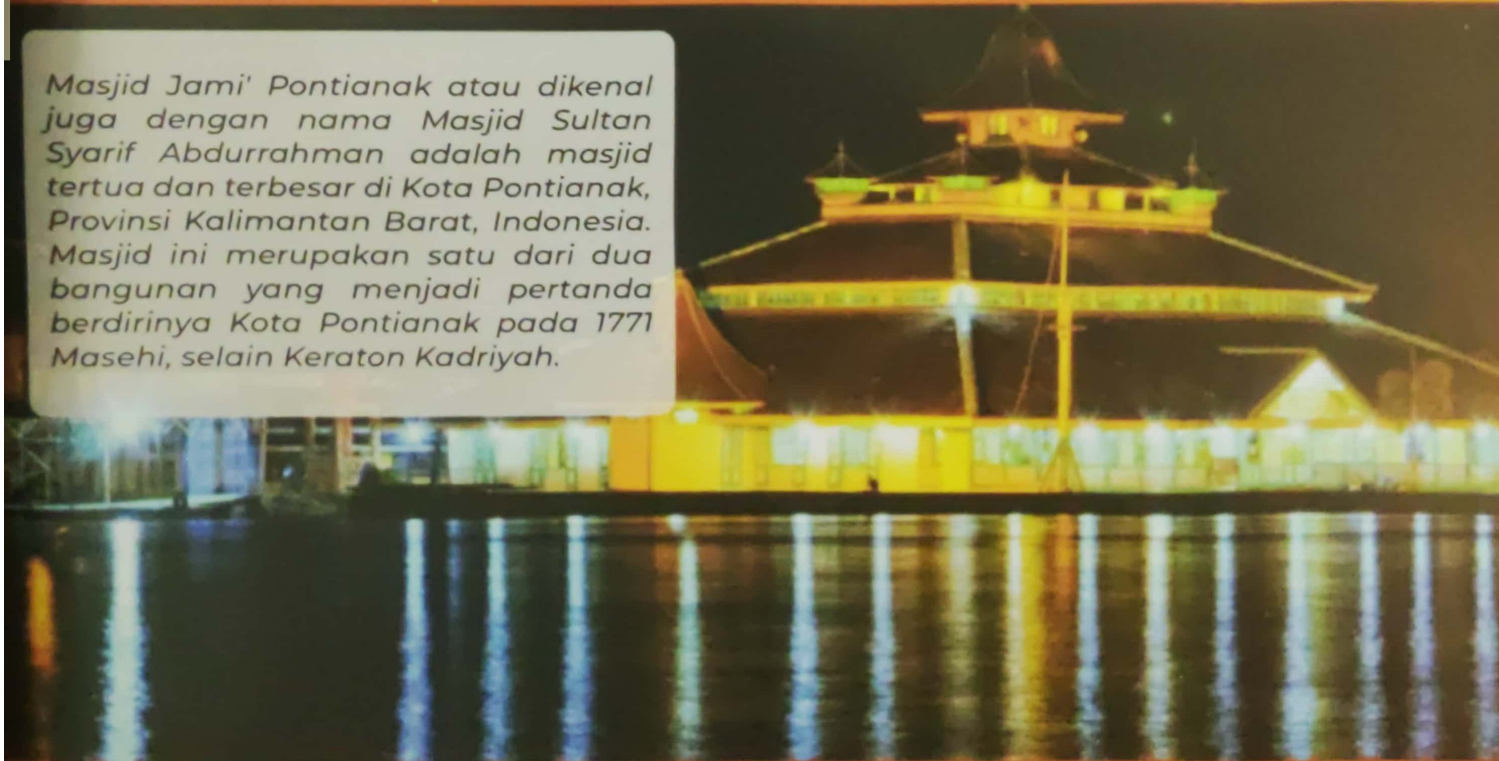 Masjid Jami' Pontianak atau dikenal
juga dengan nama Masjid Sultan
Syarif Abdurrahman adalah masjid
tertua dan terbesar di Kota Pontianak,
Provinsi Kalimantan Barat, Indonesia.
Masjid ini merupakan satu dari dua
bangunan yang menjadi pertanda
berdirinya Kota Pontianak pada 1771
Masehi, selain Keraton Kadriyah.